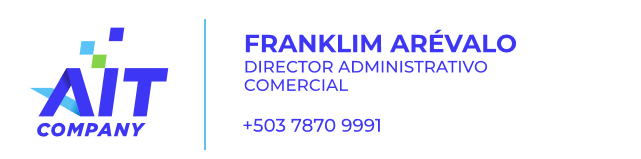 AIT
COMPANY
FRANKLIM ARÉVALO
DIRECTOR ADMINISTRATIVO
COMERCIAL
+503 7870 9991